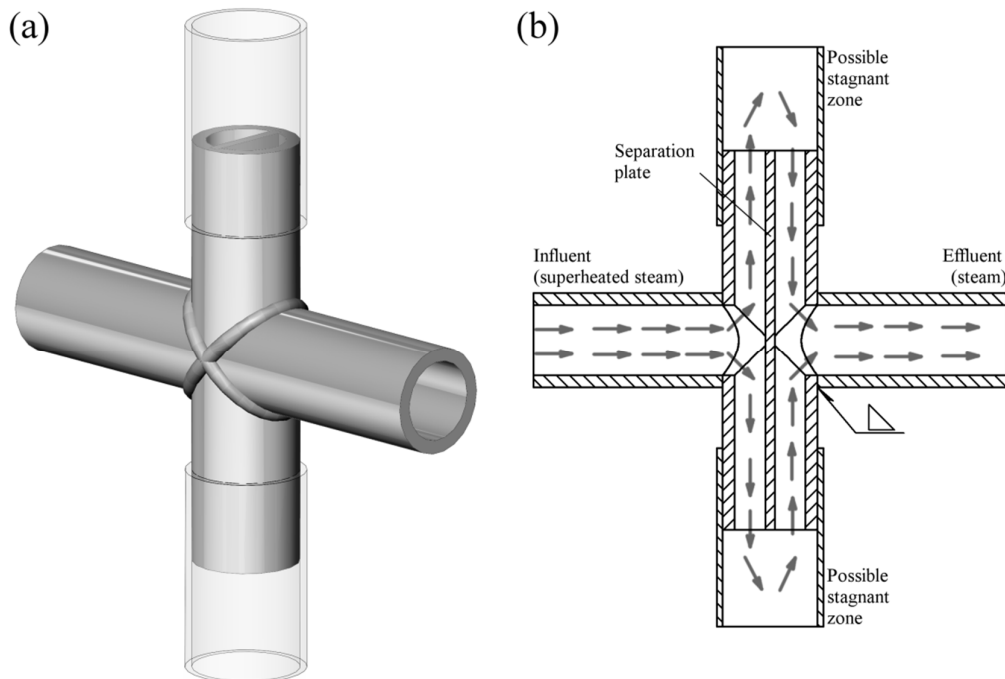 (a)
(b)
Possible
stagnant
zone
Separation
plate
Influent
(superheated steam)
Effluent
(steam)
Possible
stagnant
zone